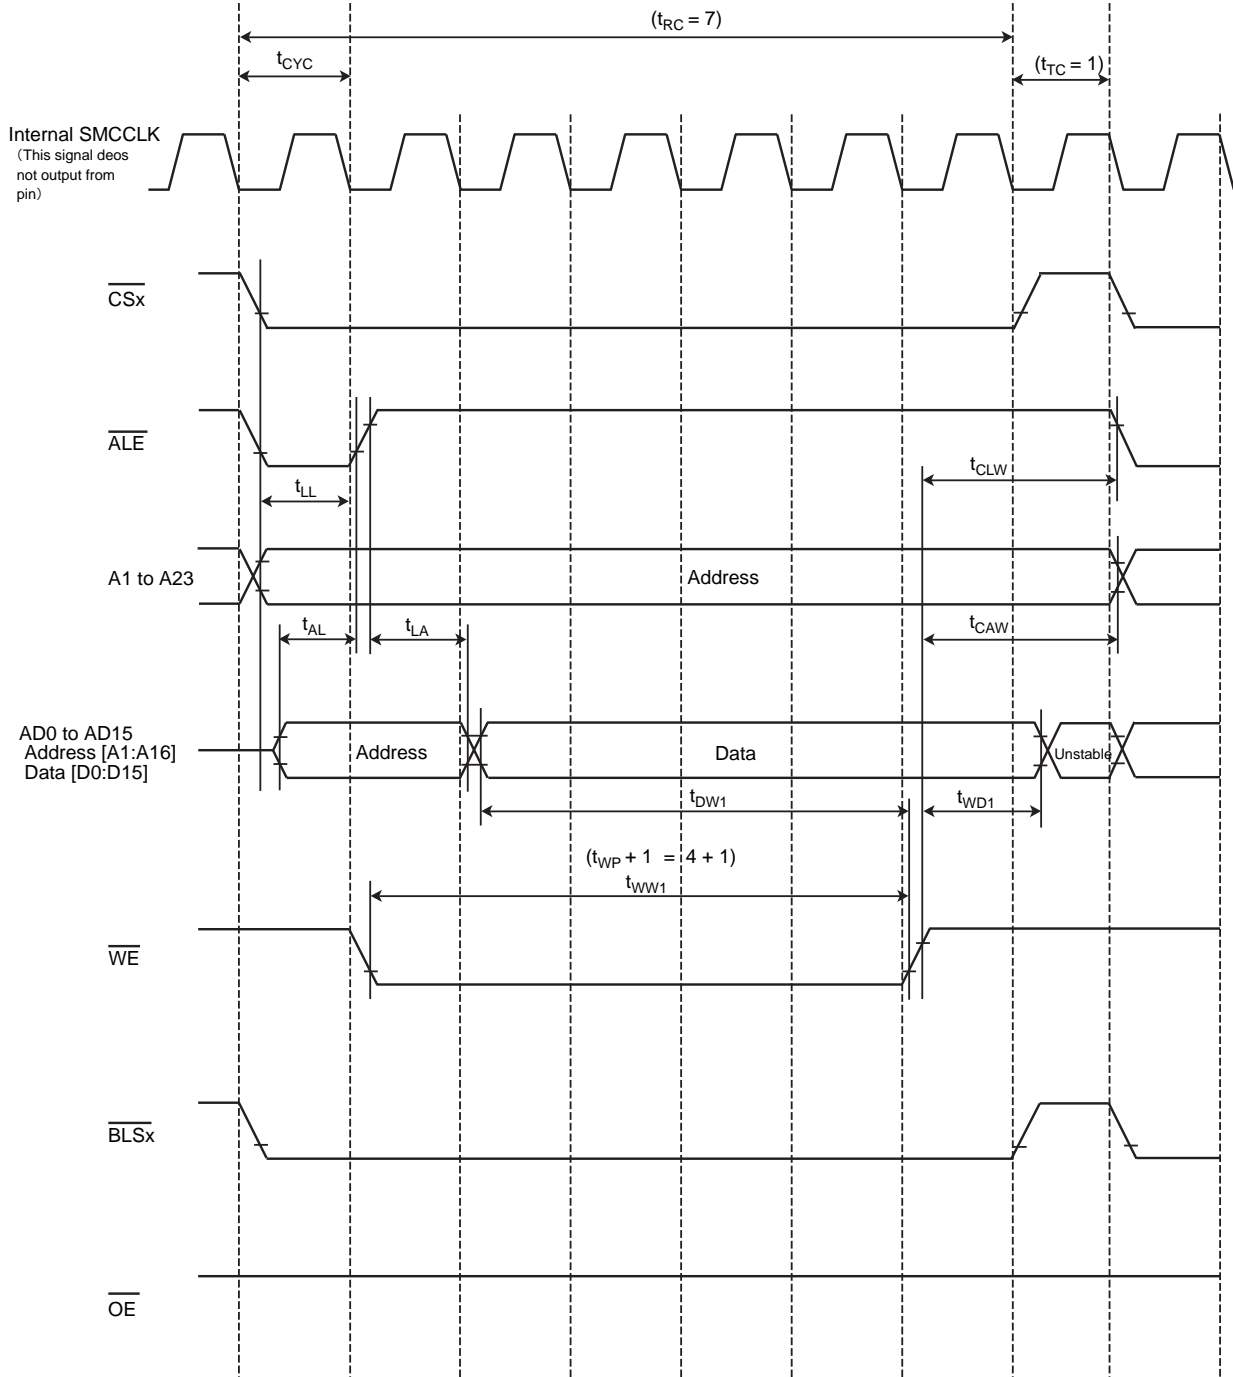 (tRC = 7)
tCYC
(tTC = 1)
Internal SMCCLK
(This signal deos
not output from
pin)
CSx
ALE
tCLW
tLL
A1 to A23
Address
tAL
tLA
tCAW
AD0 to AD15
Address [A1:A16]
Data [D0:D15]
Address
Data
Unstable
tDW1
tWD1
(tWP + 1 = 4 + 1)
tWW1
WE
BLSx
OE